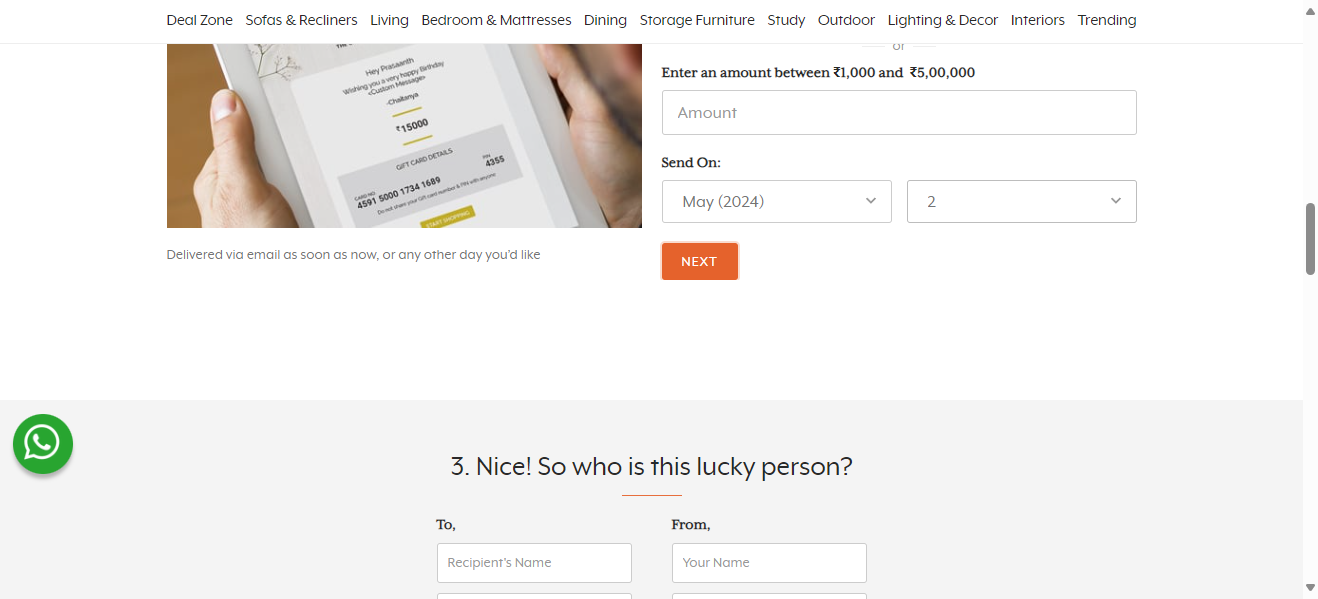 Deal Zone Sofas & Recliners Living Bedroom & Mattresses Dining Storage Furniture Study Outdoor Lighting & Decor Interiors Trending
Hey Prasaanth
Wishing you a very happy Birthday
<Custom Message>
-Chaitanya
₹15000
GIFT CARD DETAILS
CARD NO. PIN
4591 5000 1734 1689 4355
Do not share your Gift card number & PIN with anyone
START SHOPPING
Delivered via email as soon as now, or any other day you'd like
or
Enter an amount between ₹1,000 and ₹5,00,000
Amount
Send On:
May (2024) 2
NEXT
3. Nice! So who is this lucky person?
To, From,
Recipient's Name Your Name